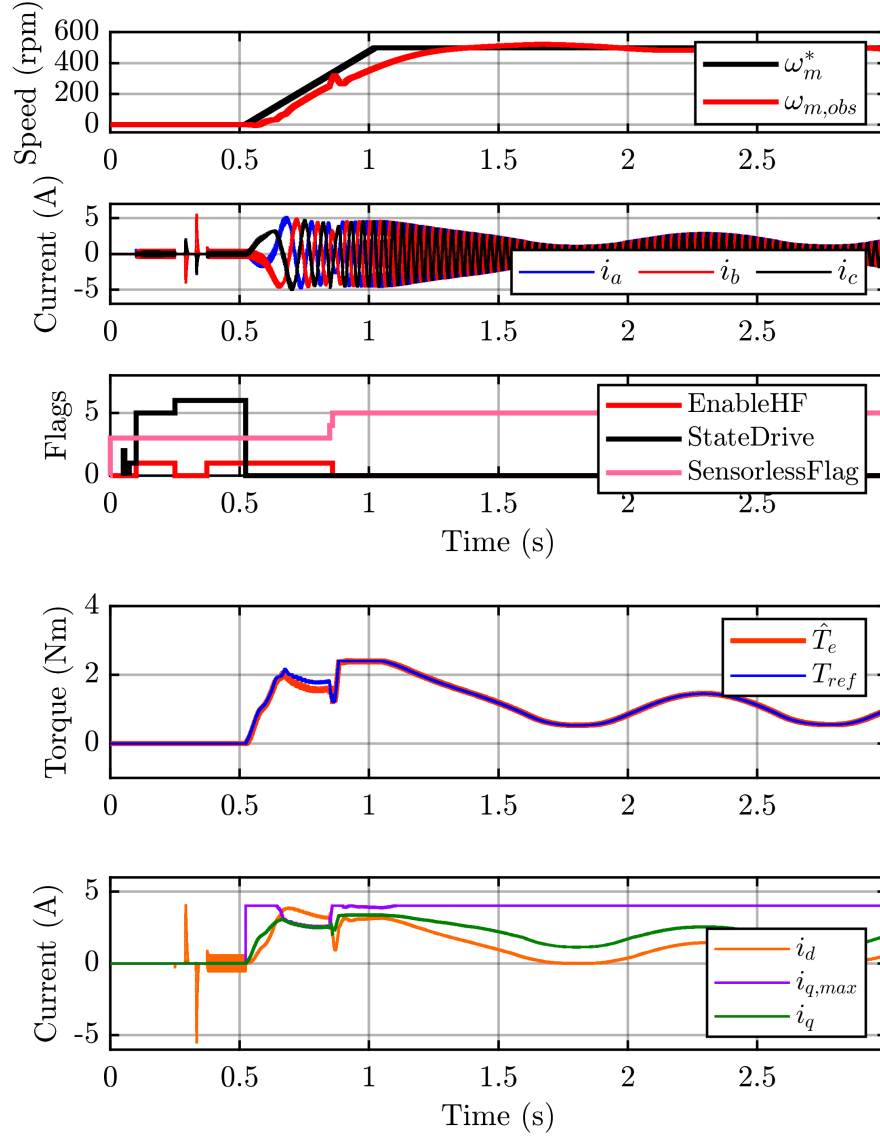 600
400
200
0
Speed (rpm)
ω*m
ωm,obs
0 0.5 1 1.5 2 2.5
5
0
-5
Current (A)
ia ib ic
0 0.5 1 1.5 2 2.5
5
0
Flags
EnableHF
StateDrive
SensorlessFlag
0 0.5 1 1.5 2 2.5
Time (s)
4
2
0
Torque (Nm)
T̂e
Tref
0 0.5 1 1.5 2 2.5
5
0
-5
Current (A)
id
iq,max
iq
0 0.5 1 1.5 2 2.5
Time (s)